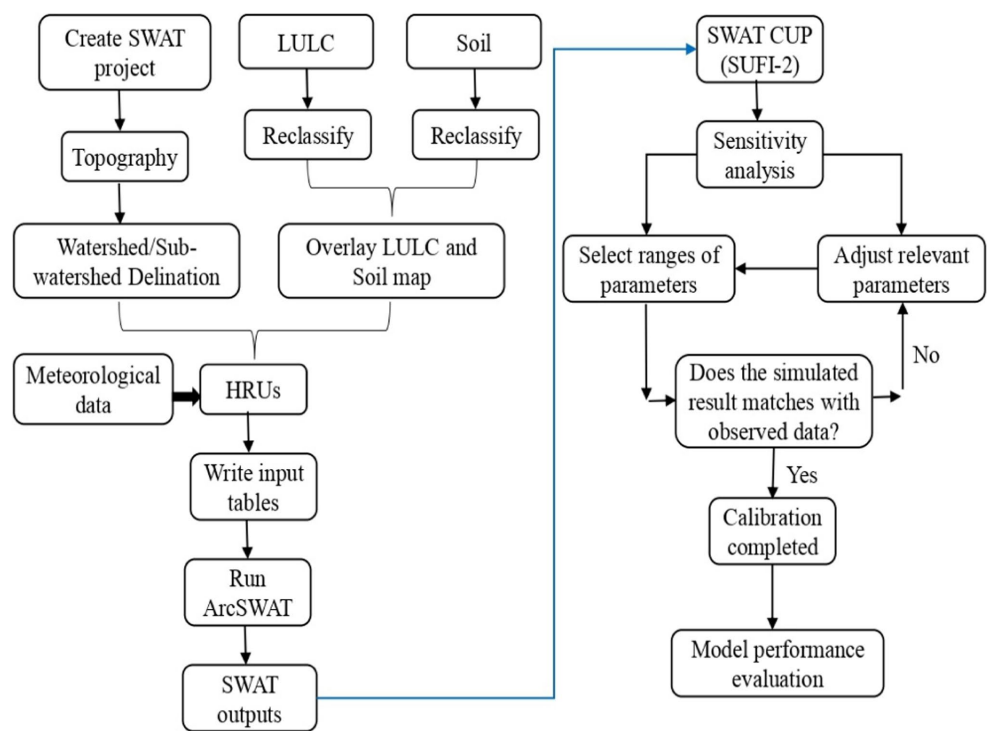 Create SWAT
project
LULC
Soil
Topography
Reclassify
Reclassify
Watershed/Sub-
watershed Delination
Overlay LULC and
Soil map
Meteorological
data
HRUs
Write input
tables
Run
ArcSWAT
SWAT
outputs
SWAT CUP
(SUFI-2)
Sensitivity
analysis
Select ranges of
parameters
Adjust relevant
parameters
No
Does the simulated
result matches with
observed data?
Yes
Calibration
completed
Model performance
evaluation